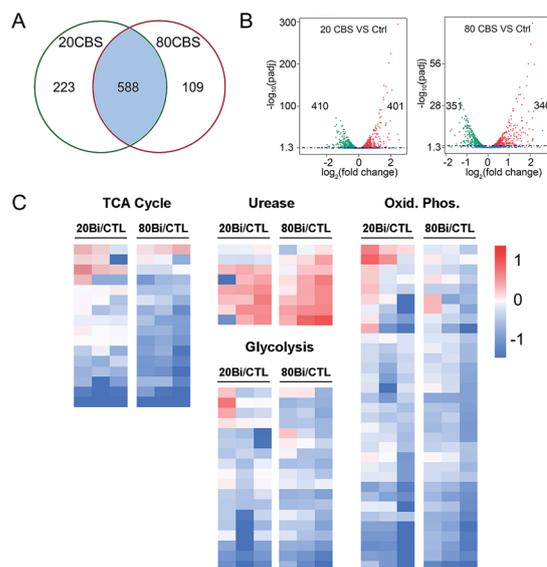 A
20CBS
80CBS
223
588
109
B
20 CBS VS Ctrl
300
200
100
1.3
-log10(padj)
410
401
-2
0
2
log2(fold change)
80 CBS VS Ctrl
56
28
1.3
-log10(padj)
351
346
-2
-1
0
1
2
log2(fold change)
C
TCA Cycle
20Bi/CTL
80Bi/CTL
Urease
20Bi/CTL
80Bi/CTL
Glycolysis
20Bi/CTL
80Bi/CTL
Oxid. Phos.
20Bi/CTL
80Bi/CTL
1
0
-1